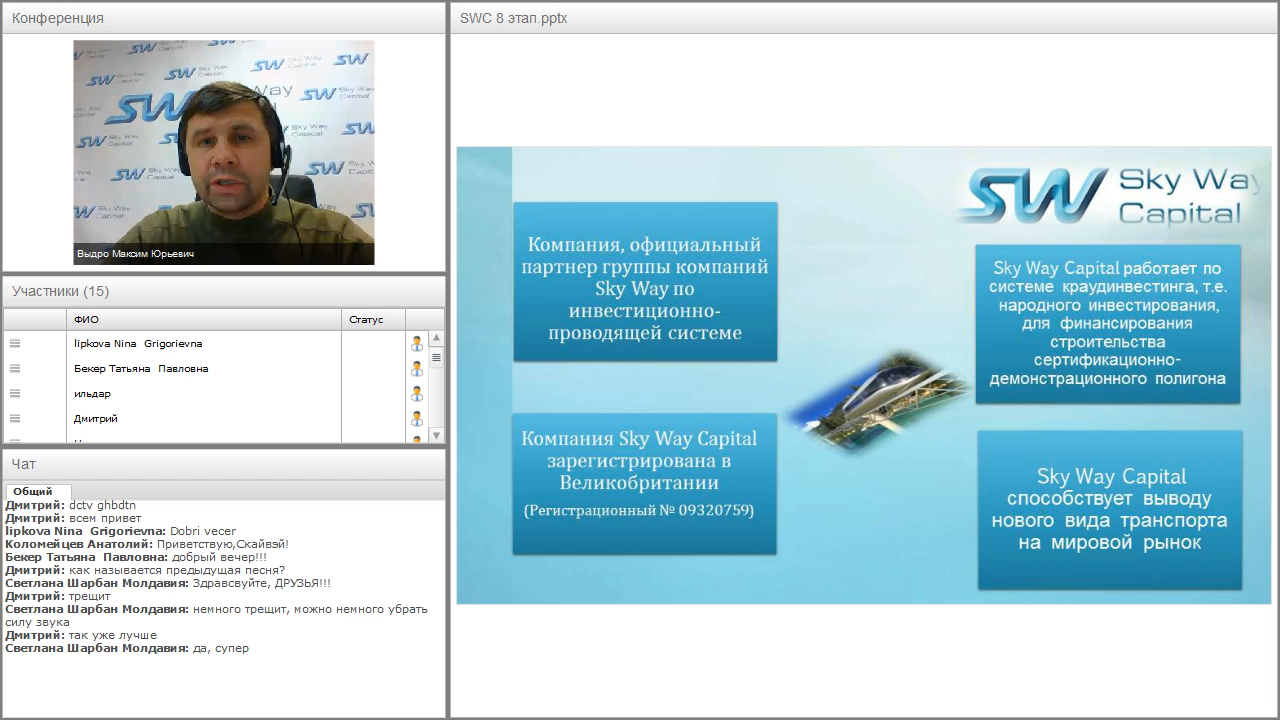 Конференция
SW
Sky Way
Capital
Выдро Максим Юрьевич
Участники (15)
ФИО
Статус
lipkova Nina Grigorievna
Бекер Татьяна Павловна
ильдар
Дмитрий
Чат
Общий
Дмитрий: dctv ghbdtn
Дмитрий: всем привет
lipkova Nina Grigorievna: Dobri vecer
Коломейцев Анатолий: Приветствую,Скайвэй!
Бекер Татьяна Павловна: добрый вечер!!!
Дмитрий: как называется предыдущая песня?
Светлана Шарбан Молдавия: Здравсвуйте, ДРУЗЬЯ!!!
Дмитрий: трещит
Светлана Шарбан Молдавия: немного трещит, можно немного убрать
силу звука
Дмитрий: так уже лучше
Светлана Шарбан Молдавия: да, супер
SWC 8 этап.pptx
SW Sky Way
Capital
Компания, официальный
партнер группы компаний
Sky Way по
инвестиционно-
проводящей системе
Sky Way Capital работает по
системе краудинвестинга, т.е.
народного инвестирования,
для финансирования
строительства
сертификационно-
демонстрационного полигона
Компания Sky Way Capital
зарегистрирована в
Великобритании
(Регистрационный № 09320759)
Sky Way Capital
способствует выводу
нового вида транспорта
на мировой рынок